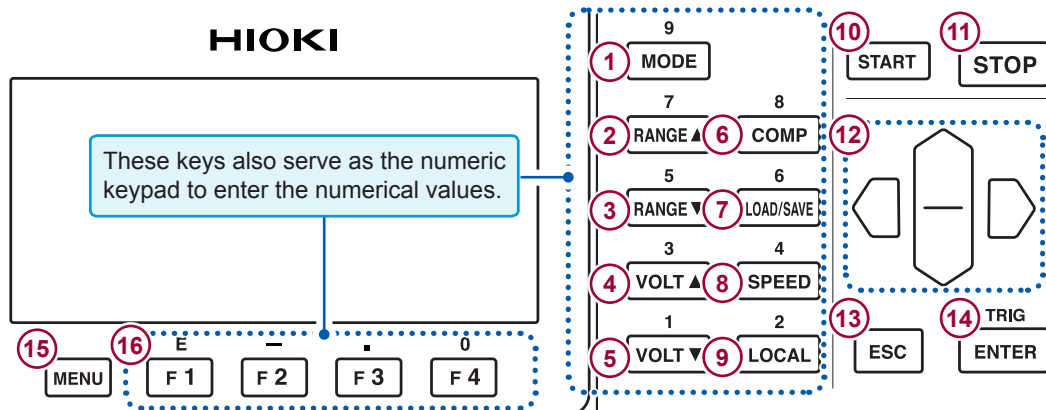 HIOKI
These keys also serve as the numeric
keypad to enter the numerical values.
9
1 MODE
7 8
2 RANGE▲ 6 COMP
5 6
3 RANGE▼ 7 LOAD/SAVE
3 4
4 VOLT ▲ 8 SPEED
1 2
5 VOLT ▼ 9 LOCAL
10 START 11 STOP
12
13 ESC 14 TRIG
ENTER
15 MENU
16 E – . 0
F 1 F 2 F 3 F 4